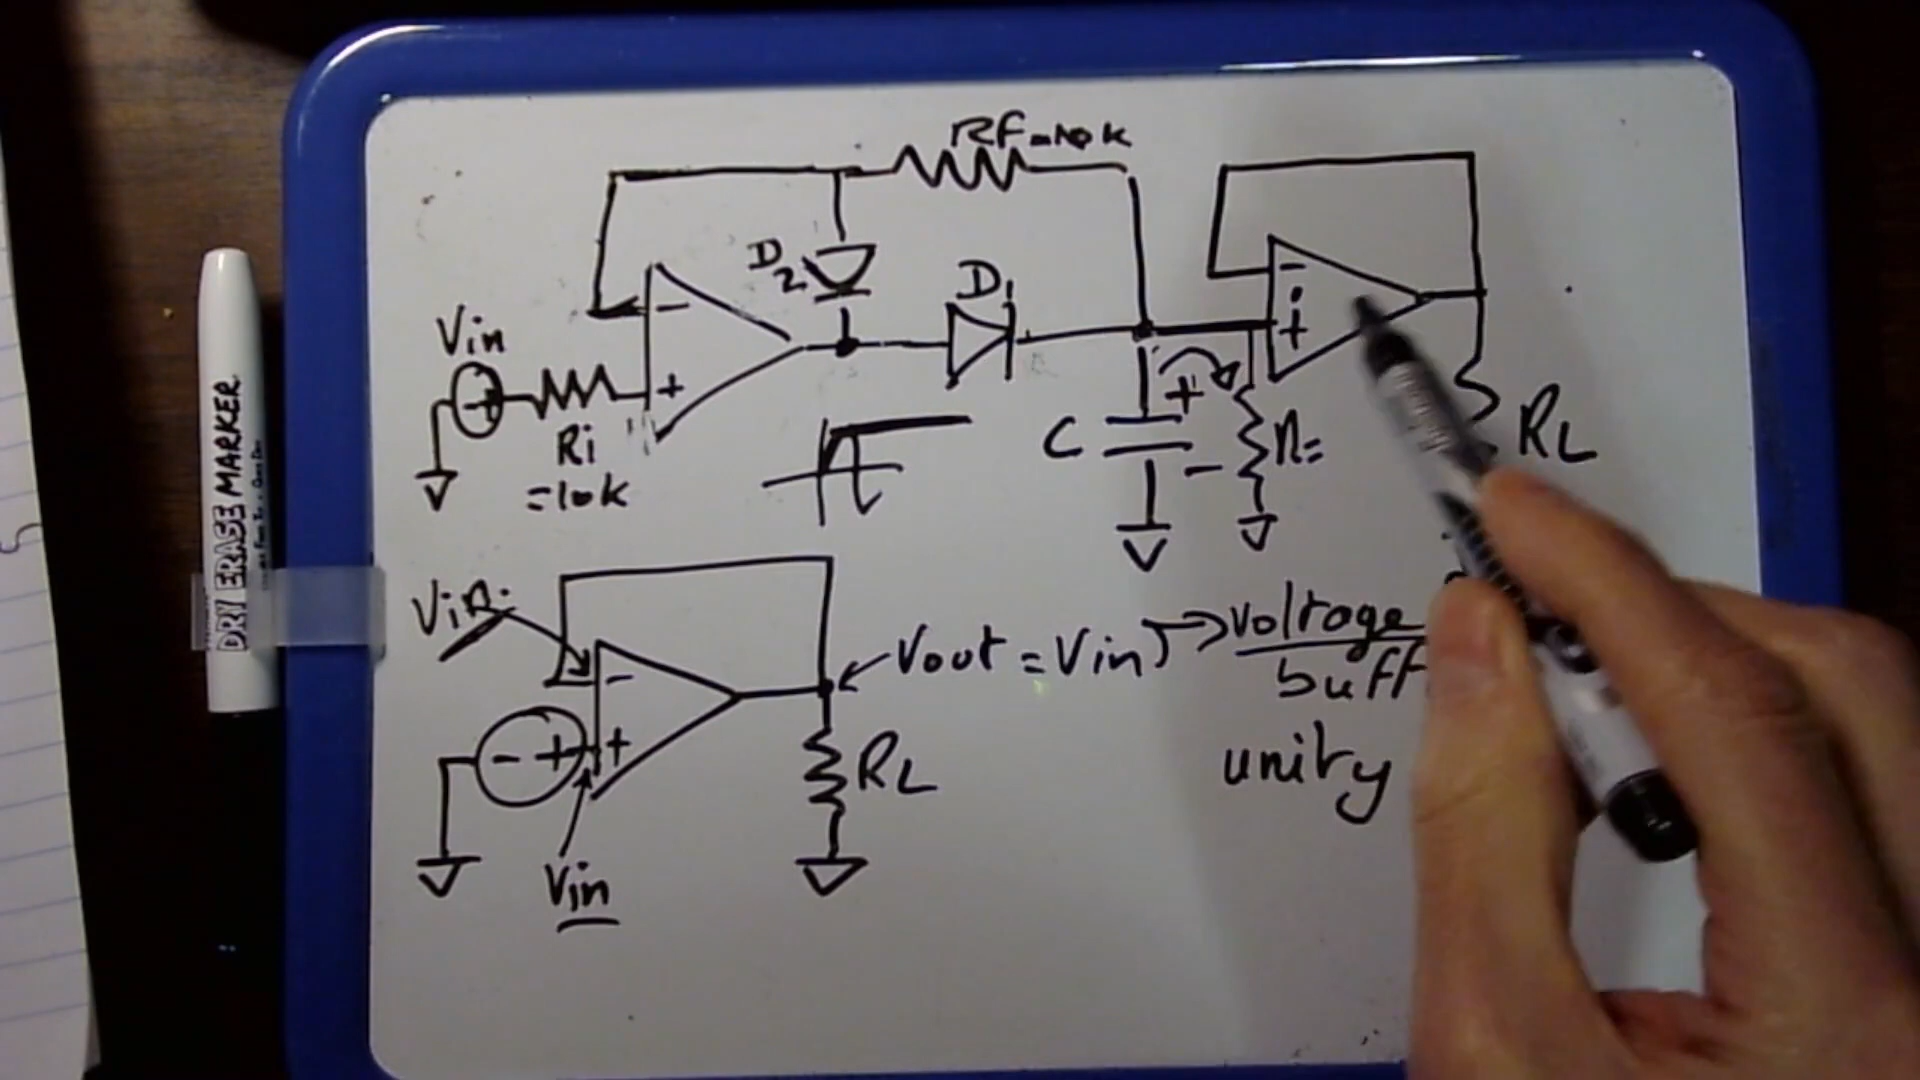 RF=10k
D2
D1
Vin
-
-
+
+
Ri
=10k
C
+
-
R=
RL
Vin
-
Vout = Vin
voltage
buff
- +
+
RL
unity
Vin
DRY ERASE MARKER